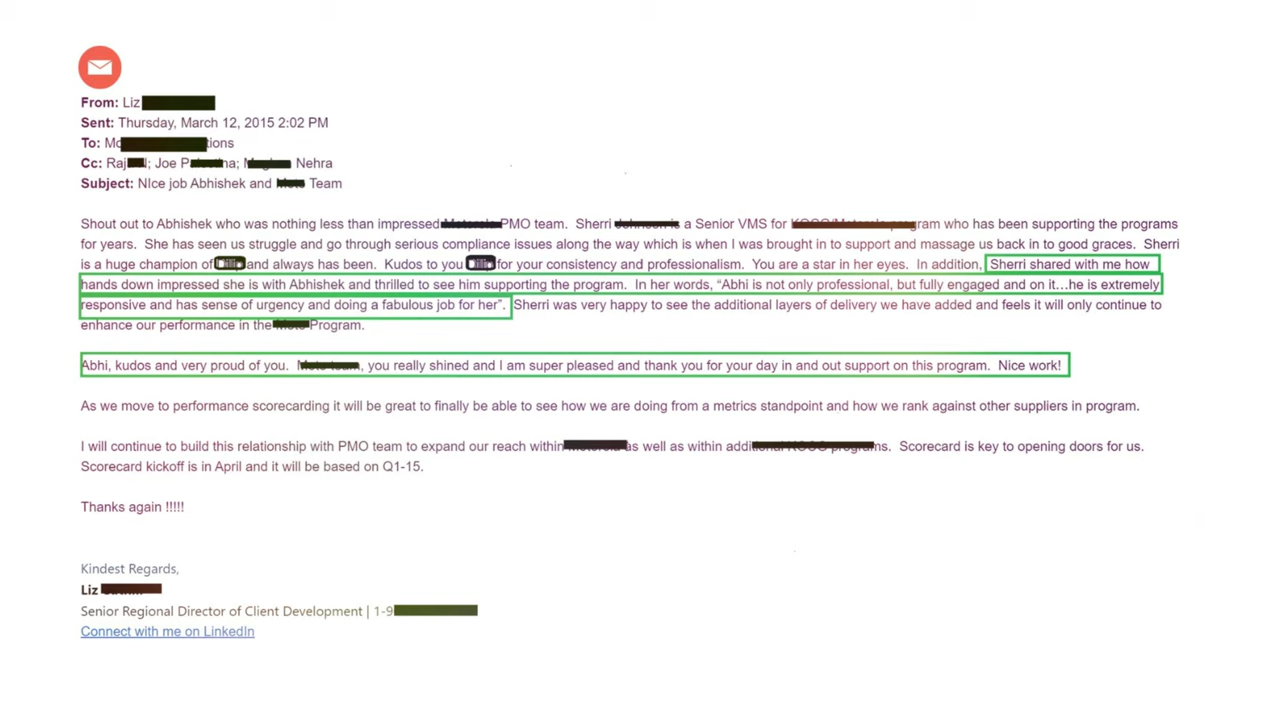 From: Liz
Sent: Thursday, March 12, 2015 2:02 PM
To: Mo tions
Cc: Raj ; Joe P na; M Nehra
Subject: NIce job Abhishek and Team
Shout out to Abhishek who was nothing less than impressed PMO team. Sherri is a Senior VMS for gram who has been supporting the programs
for years. She has seen us struggle and go through serious compliance issues along the way which is when I was brought in to support and massage us back in to good graces. Sherri
is a huge champion of and always has been. Kudos to you for your consistency and professionalism. You are a star in her eyes. In addition, Sherri shared with me how
hands down impressed she is with Abhishek and thrilled to see him supporting the program. In her words, “Abhi is not only professional, but fully engaged and on it…he is extremely
responsive and has sense of urgency and doing a fabulous job for her”. Sherri was very happy to see the additional layers of delivery we have added and feels it will only continue to
enhance our performance in the Program.
Abhi, kudos and very proud of you. , you really shined and I am super pleased and thank you for your day in and out support on this program. Nice work!
As we move to performance scorecarding it will be great to finally be able to see how we are doing from a metrics standpoint and how we rank against other suppliers in program.
I will continue to build this relationship with PMO team to expand our reach within as well as within addi ns. Scorecard is key to opening doors for us.
Scorecard kickoff is in April and it will be based on Q1-15.
Thanks again !!!!!
Kindest Regards,
Liz
Senior Regional Director of Client Development | 1-9
Connect with me on LinkedIn